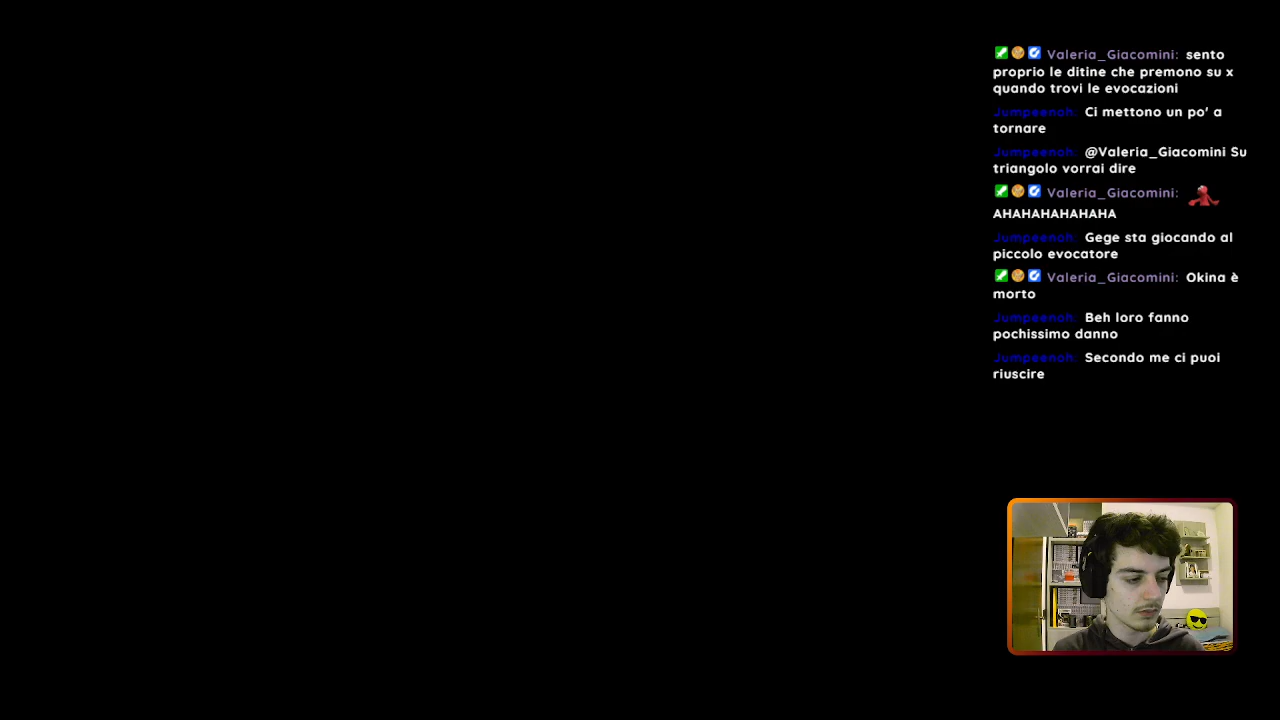 Valeria_Giacomini: sento
proprio le ditine che premono su x
quando trovi le evocazioni
Jumpeenoh: Ci mettono un po' a
tornare
Jumpeenoh: @Valeria_Giacomini Su
triangolo vorrai dire
Valeria_Giacomini:
AHAHAHAHAHAHA
Jumpeenoh: Gege sta giocando al
piccolo evocatore
Valeria_Giacomini: Okina è
morto
Jumpeenoh: Beh loro fanno
pochissimo danno
Jumpeenoh: Secondo me ci puoi
riuscire